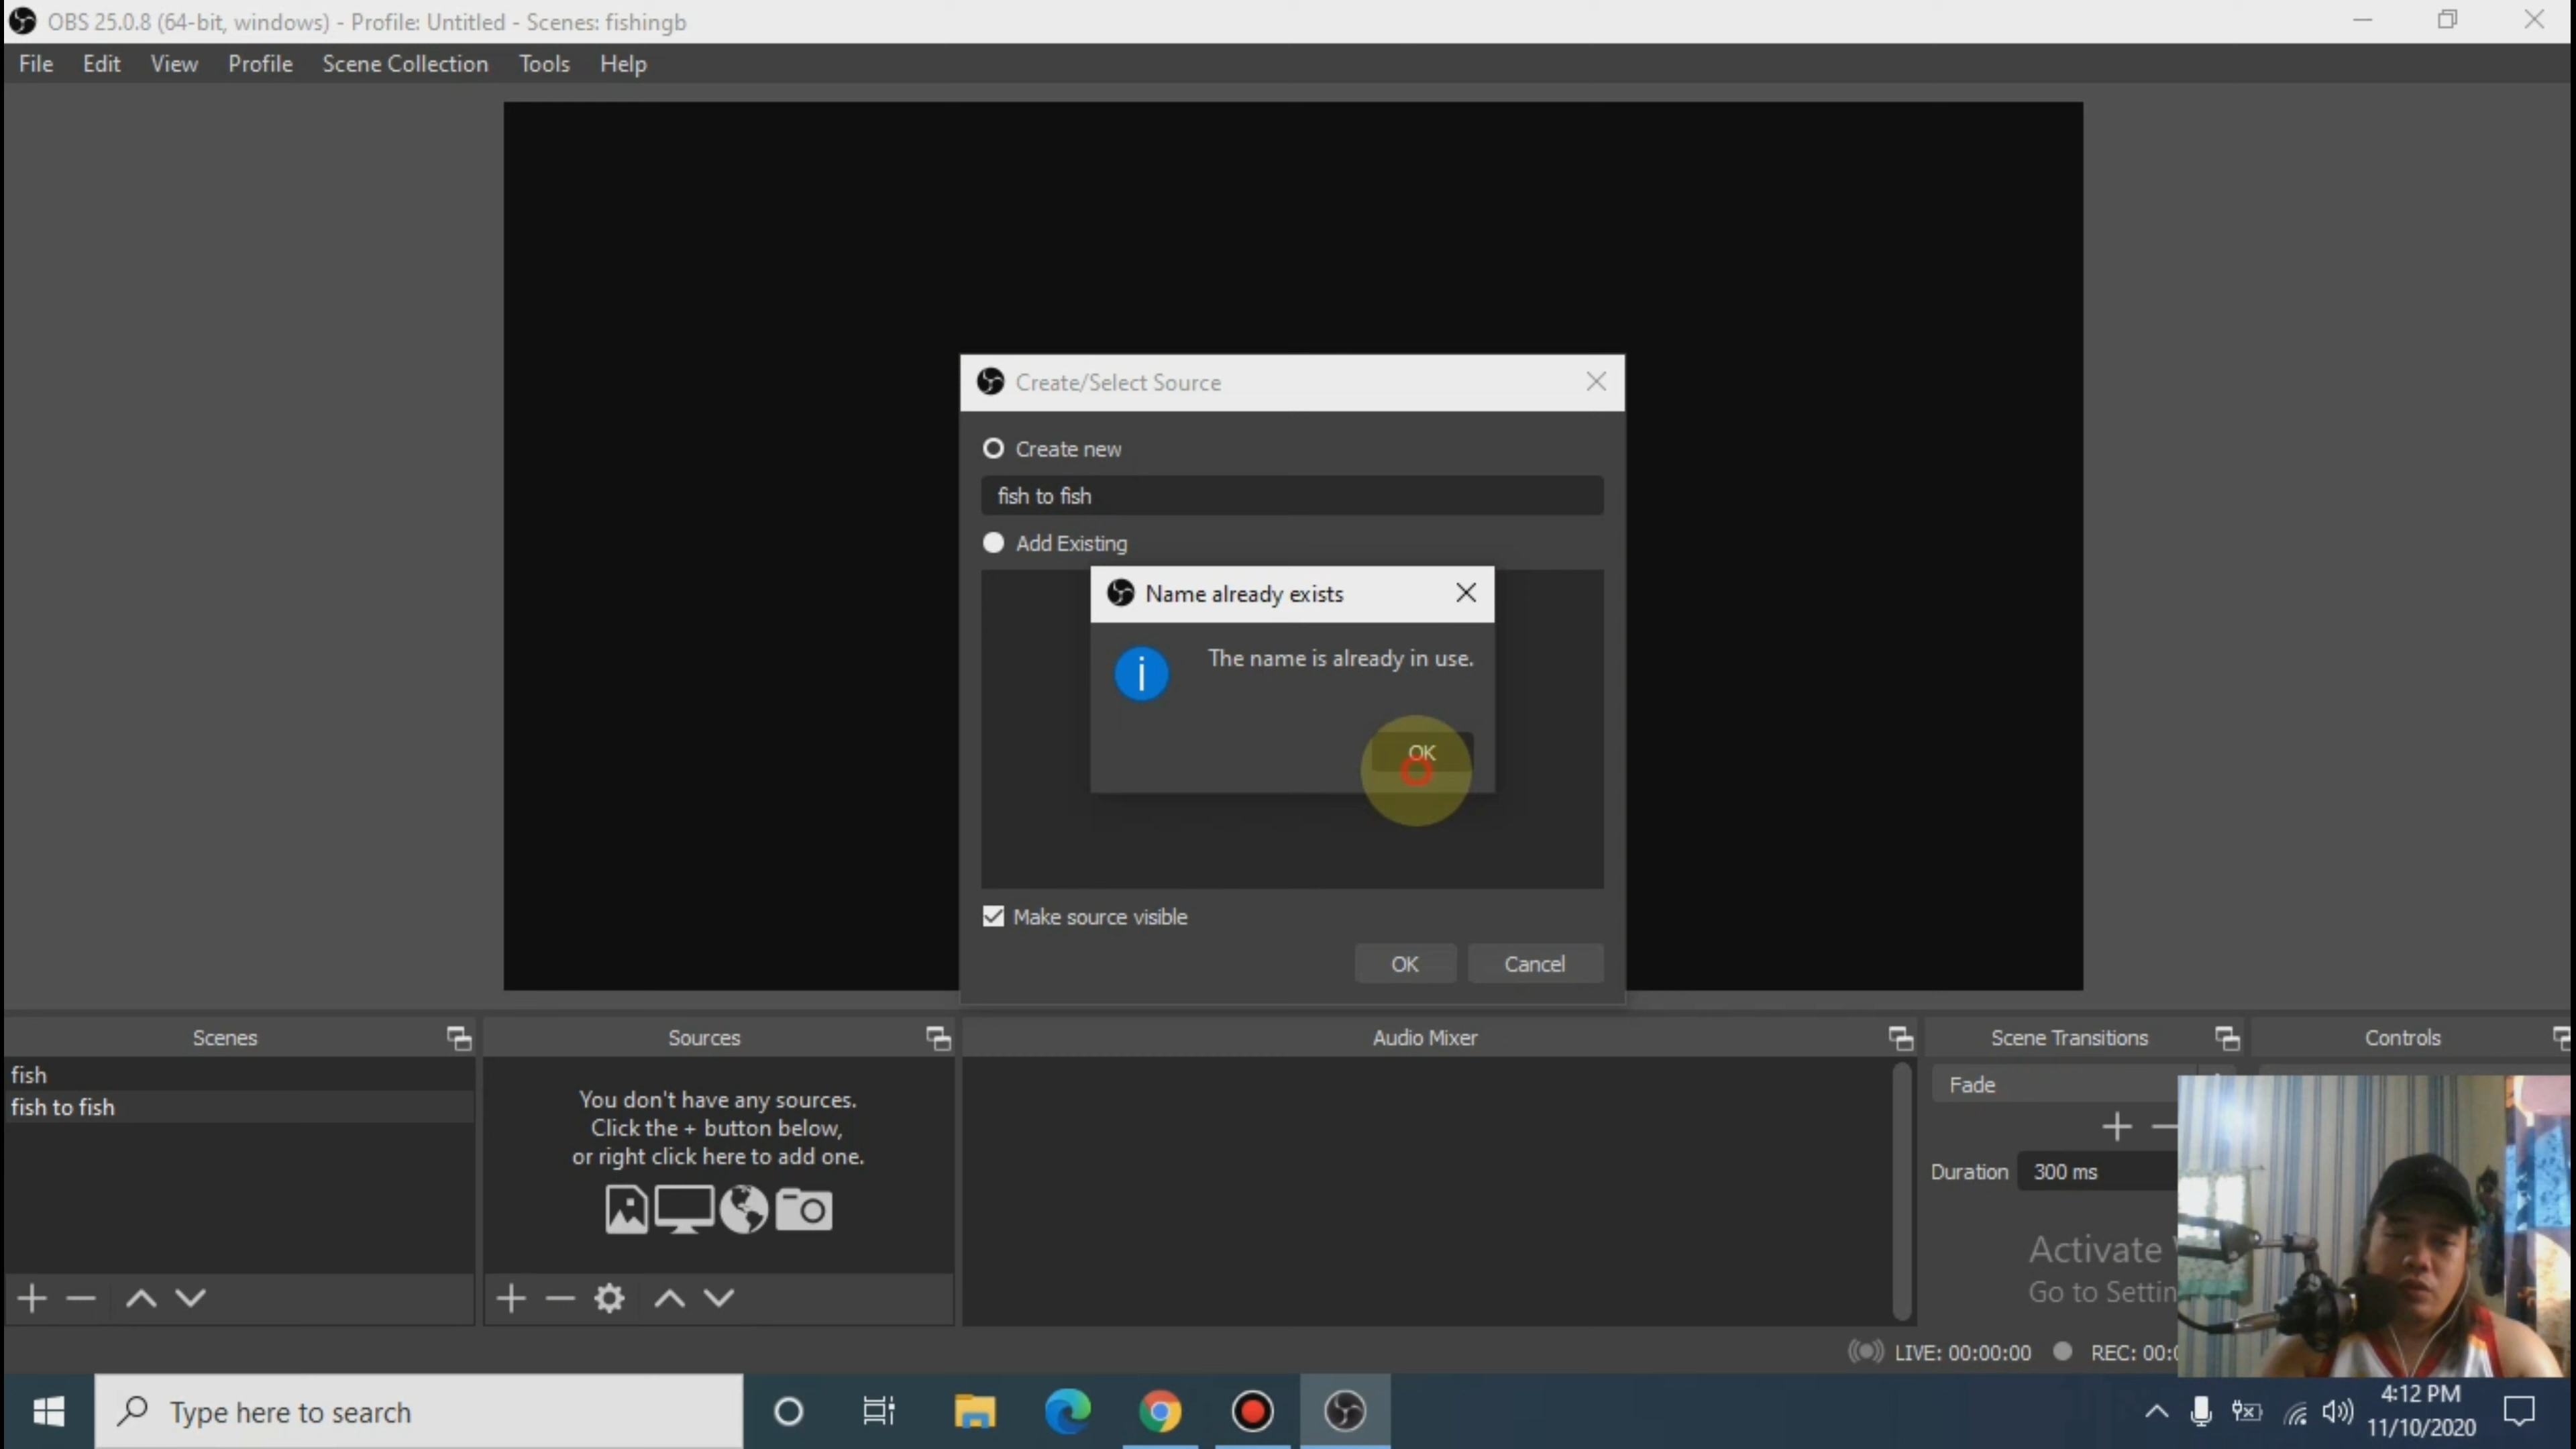 OBS 25.0.8 (64-bit, windows) - Profile: Untitled - Scenes: fishingb
File Edit View Profile Scene Collection Tools Help
Create/Select Source
Create new
fish to fish
Add Existing
Name already exists
The name is already in use.
OK
Make source visible
OK Cancel
Scenes
fish
fish to fish
Sources
You don't have any sources.
Click the + button below,
or right click here to add one.
Audio Mixer
Scene Transitions
Fade
Duration 300 ms
Controls
Activate
Go to Settin
LIVE: 00:00:00 REC: 00:0
Type here to search
4:12 PM
11/10/2020